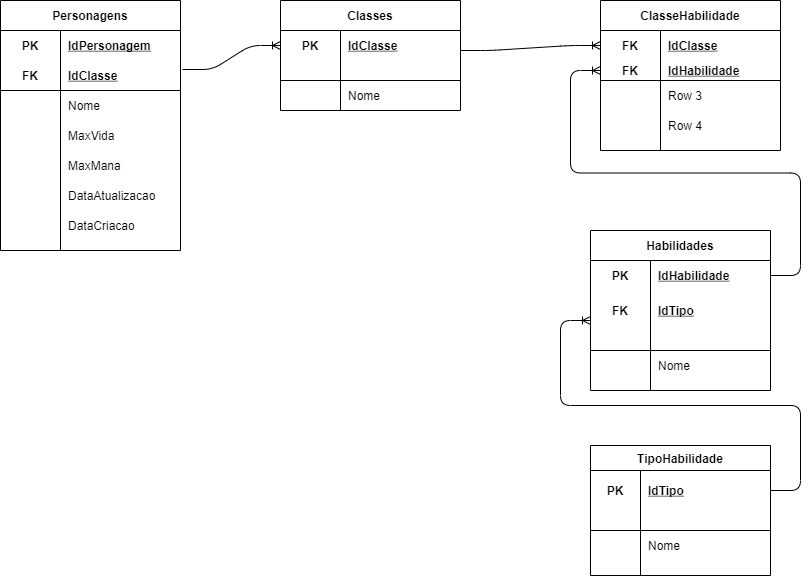 Personagens
PK IdPersonagem
FK IdClasse
Nome
MaxVida
MaxMana
DataAtualizacao
DataCriacao
Classes
PK IdClasse
Nome
ClasseHabilidade
FK IdClasse
FK IdHabilidade
Row 3
Row 4
Habilidades
PK IdHabilidade
FK IdTipo
Nome
TipoHabilidade
PK IdTipo
Nome